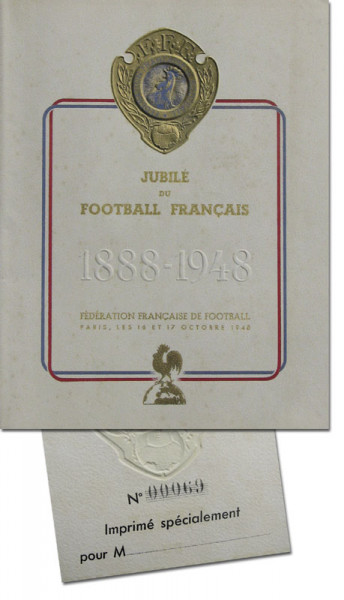 F.F.F.
JUBILÉ
DU
FOOTBALL FRANÇAIS
1888-1948
FÉDÉRATION FRANÇAISE DE FOOTBALL
PARIS, LES 16 ET 17 OCTOBRE 1948
N° 00069
Imprimé spécialement
pour M